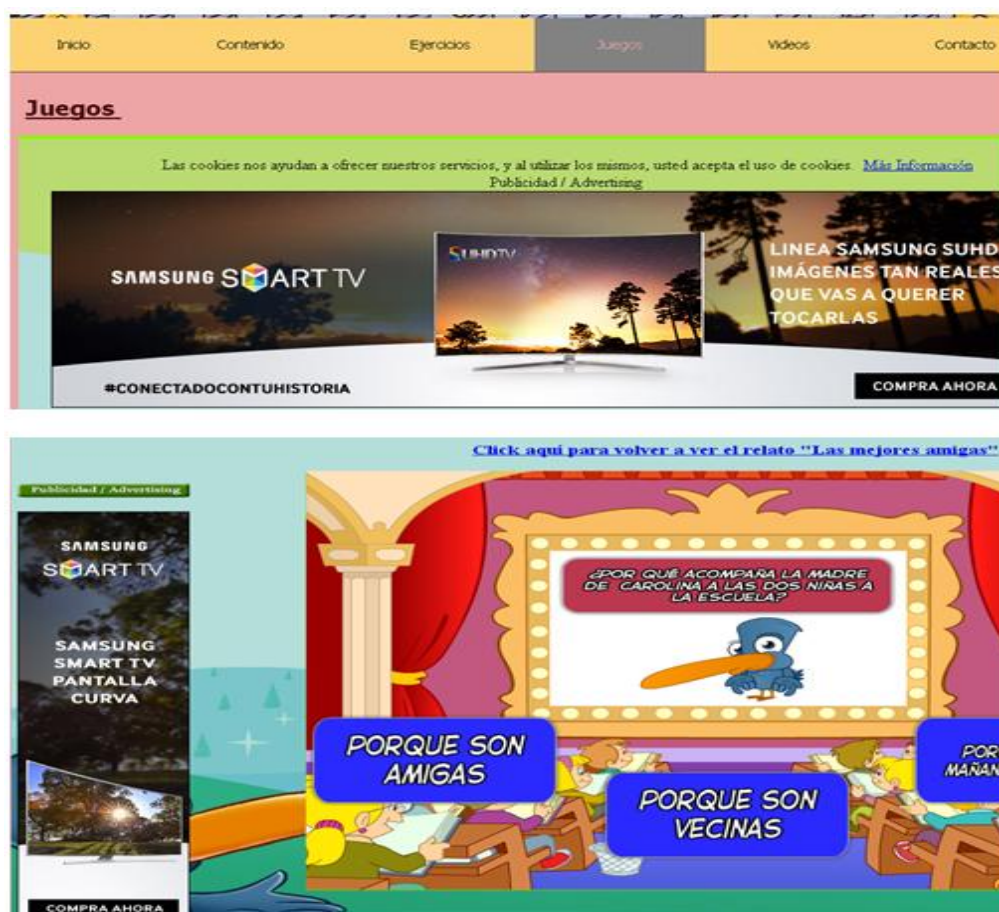 Inicio Contenido Ejercicios Juegos Videos Contacto
Juegos
Las cookies nos ayudan a ofrecer nuestros servicios, y al utilizar los mismos, usted acepta el uso de cookies. Más Información
Publicidad / Advertising
SAMSUNG SMART TV
SUHDTV
LINEA SAMSUNG SUHD
IMÁGENES TAN REALES
QUE VAS A QUERER
TOCARLAS
#CONECTADOCONTUHISTORIA
COMPRA AHORA
Click aquí para volver a ver el relato "Las mejores amigas"
Publicidad / Advertising
SAMSUNG
SMART TV
SAMSUNG
SMART TV
PANTALLA
CURVA
COMPRA AHORA
¿POR QUÉ ACOMPAÑA LA MADRE
DE CAROLINA A LAS DOS NIÑAS A
LA ESCUELA?
PORQUE SON
AMIGAS
PORQUE SON
VECINAS